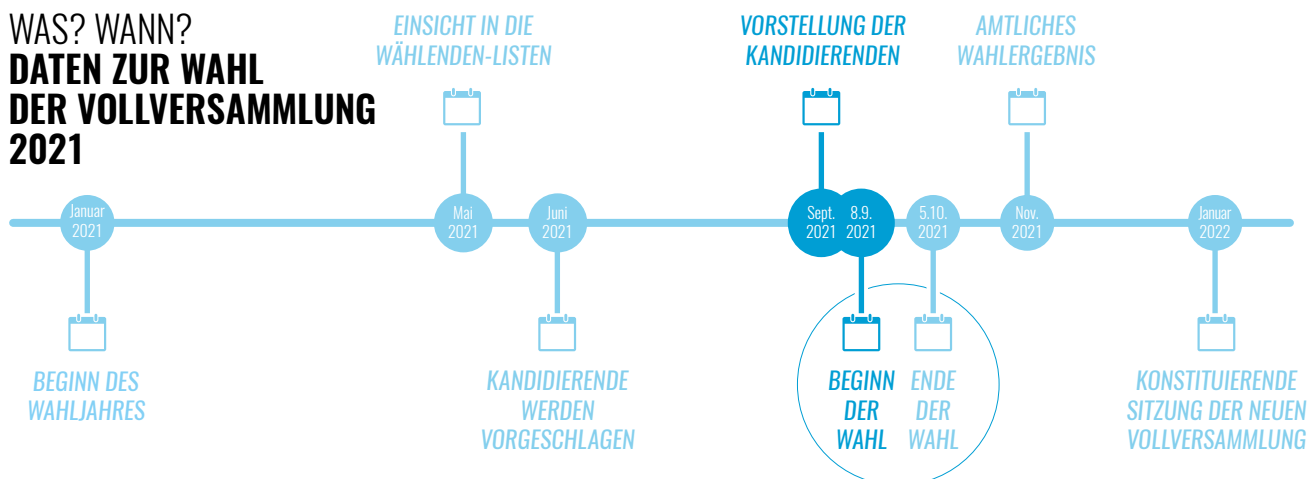 WAS? WANN?
DATEN ZUR WAHL
DER VOLLVERSAMMLUNG
2021
EINSICHT IN DIE
WÄHLENDEN-LISTEN
VORSTELLUNG DER
KANDIDIERENDEN
AMTLICHES
WAHLERGEBNIS
Januar
2021
Mai
2021
Juni
2021
Sept.
2021
8.9.
2021
5.10.
2021
Nov.
2021
Januar
2022
BEGINN DES
WAHLJAHRES
KANDIDIERENDE
WERDEN
VORGESCHLAGEN
BEGINN
DER
WAHL
ENDE
DER
WAHL
KONSTITUIERENDE
SITZUNG DER NEUEN
VOLLVERSAMMLUNG